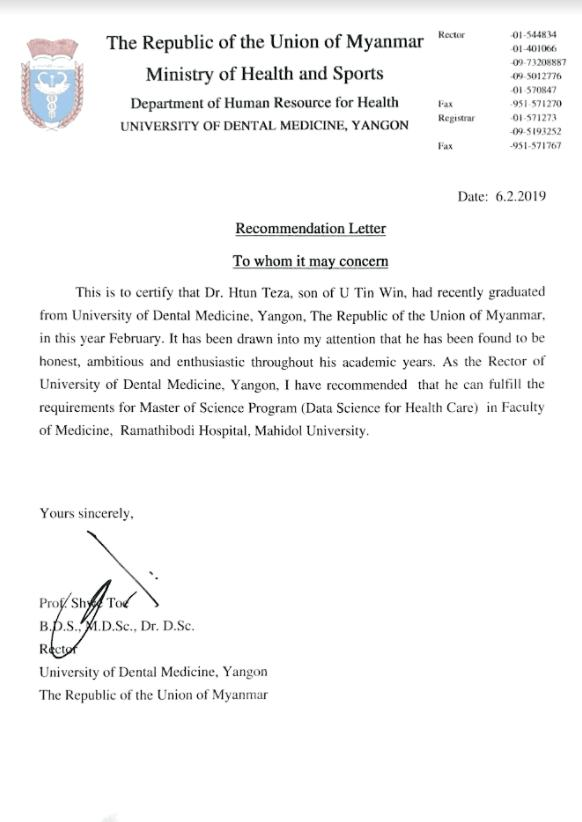 The Republic of the Union of Myanmar
Ministry of Health and Sports
Department of Human Resource for Health
UNIVERSITY OF DENTAL MEDICINE, YANGON
Rector -01-544834
-01-401066
-09-73208887
-09-5012776
-01-570847
Fax -951-571270
Registrar -01-571273
-09-5193252
Fax -951-571767
Date: 6.2.2019
Recommendation Letter
To whom it may concern
This is to certify that Dr. Htun Teza, son of U Tin Win, had recently graduated
from University of Dental Medicine, Yangon, The Republic of the Union of Myanmar,
in this year February. It has been drawn into my attention that he has been found to be
honest, ambitious and enthusiastic throughout his academic years. As the Rector of
University of Dental Medicine, Yangon, I have recommended that he can fulfill the
requirements for Master of Science Program (Data Science for Health Care) in Faculty
of Medicine, Ramathibodi Hospital, Mahidol University.
Yours sincerely,
Prof. Shwe Toe
B.D.S., M.D.Sc., Dr. D.Sc.
Rector
University of Dental Medicine, Yangon
The Republic of the Union of Myanmar